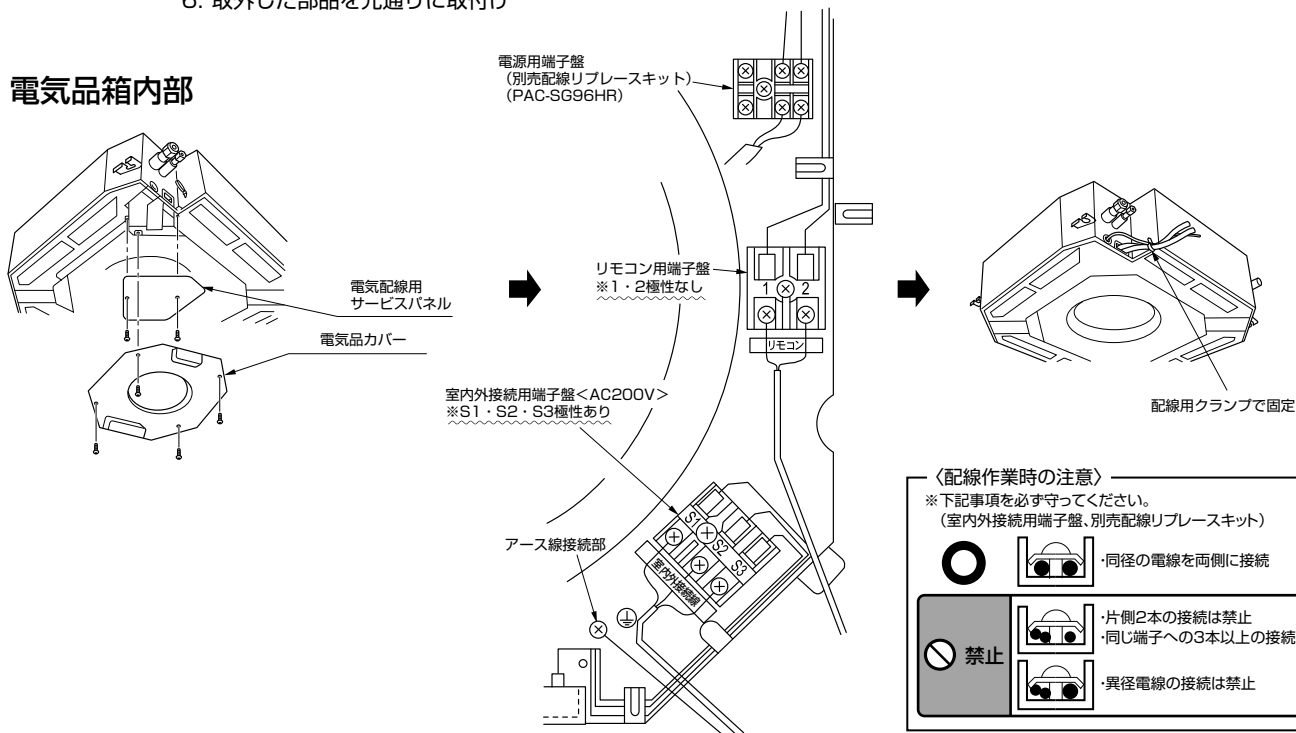 6. 取外した部品を元通りに取付け
電気品箱内部
電気配線用
サービスパネル
電気品カバー
電源用端子盤
（別売配線リプレースキット）
（PAC-SG96HR）
リモコン用端子盤
※1・2極性なし
1 2
リモコン
室内外接続用端子盤＜AC200V＞
※S1・S2・S3極性あり
S1
S2
S3
室内外接続線
アース線接続部
配線用クランプで固定
〈配線作業時の注意〉
※下記事項を必ず守ってください。
（室内外接続用端子盤、別売配線リプレースキット）
・同径の電線を両側に接続
禁止
・片側2本の接続は禁止
・同じ端子への3本以上の接続
・異径電線の接続は禁止